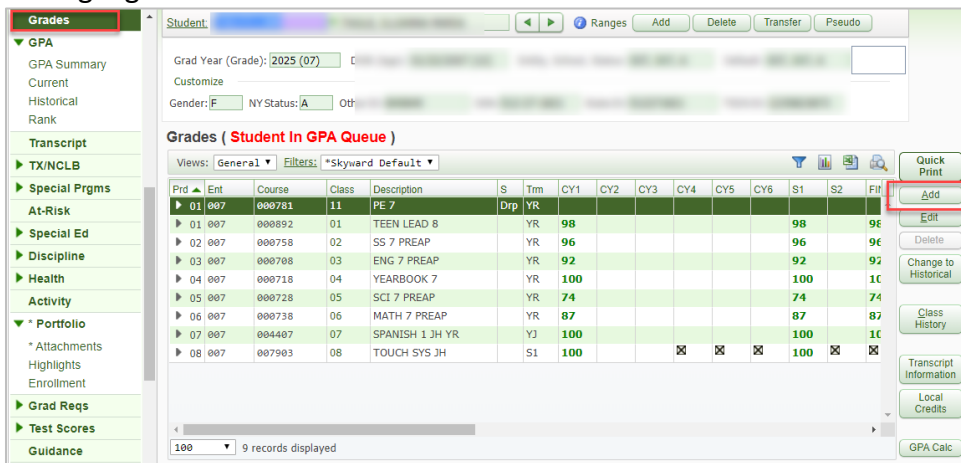 Grades
GPA
GPA Summary
Current
Historical
Rank
Transcript
TX/NCLB
Special Prgms
At-Risk
Special Ed
Discipline
Health
Activity
* Portfolio
* Attachments
Highlights
Enrollment
Grad Reqs
Test Scores
Guidance
Student: Ranges Add Delete Transfer Pseudo
Grad Year (Grade): 2025 (07)
Customize
Gender: F NY Status: A
Grades ( Student In GPA Queue )
Views: General Filters: *Skyward Default
Prd Ent Course Class Description S Trm CY1 CY2 CY3 CY4 CY5 CY6 S1 S2 FIN
01 007 000781 11 PE 7 Drp YR
01 007 000892 01 TEEN LEAD 8 YR 98 98 98
02 007 000758 02 SS 7 PREAP YR 96 96 96
03 007 000708 03 ENG 7 PREAP YR 92 92 92
04 007 000718 04 YEARBOOK 7 YR 100 100 10
05 007 000728 05 SCI 7 PREAP YR 74 74 74
06 007 000738 06 MATH 7 PREAP YR 87 87 87
07 007 004407 07 SPANISH 1 JH YR YJ 100 100 10
08 007 007903 08 TOUCH SYS JH S1 100 100
100 9 records displayed
Quick
Print
Add
Edit
Delete
Change to
Historical
Class
History
Transcript
Information
Local
Credits
GPA Calc